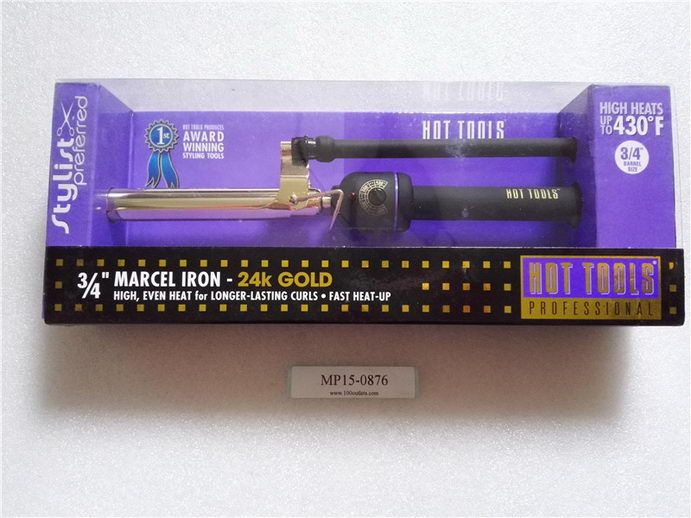 Stylist
preferred
1st
HOT TOOLS PRODUCTS
AWARD
WINNING
STYLING TOOLS
HOT TOOLS
HIGH HEATS
UP TO 430°F
3/4"
BARREL
SIZE
HOT TOOLS
3/4" MARCEL IRON - 24k GOLD
HIGH, EVEN HEAT for LONGER-LASTING CURLS • FAST HEAT-UP
HOT TOOLS®
PROFESSIONAL
MP15-0876
www.100outlets.com